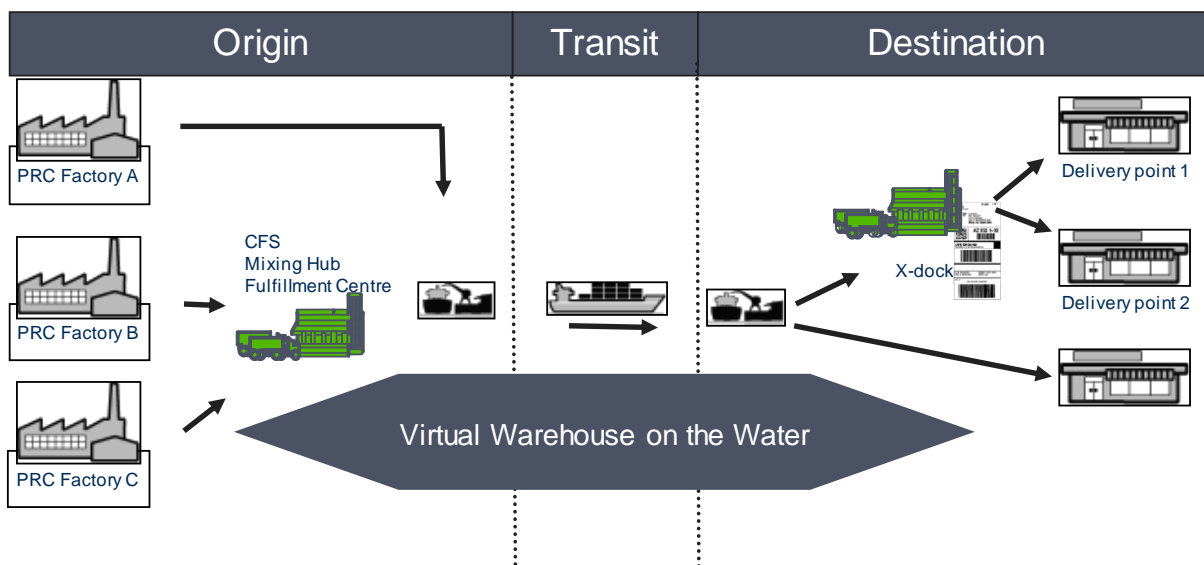 Origin
Transit
Destination
PRC Factory A
Delivery point 1
CFS
Mixing Hub
Fulfillment Centre
X-dock
PRC Factory B
Delivery point 2
Virtual Warehouse on the Water
PRC Factory C